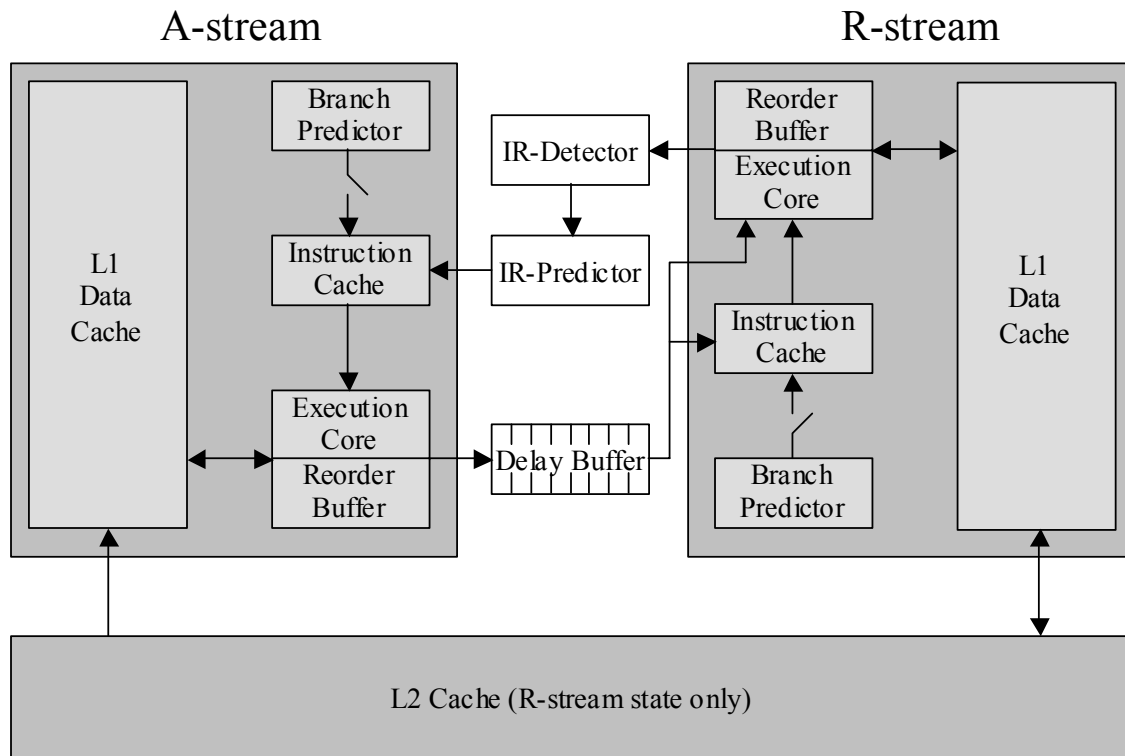 A-stream
R-stream
Branch
Predictor
L1
Data
Cache
Instruction
Cache
Execution
Core
Reorder
Buffer
IR-Detector
IR-Predictor
Delay Buffer
Reorder
Buffer
Execution
Core
Instruction
Cache
Branch
Predictor
L1
Data
Cache
L2 Cache (R-stream state only)